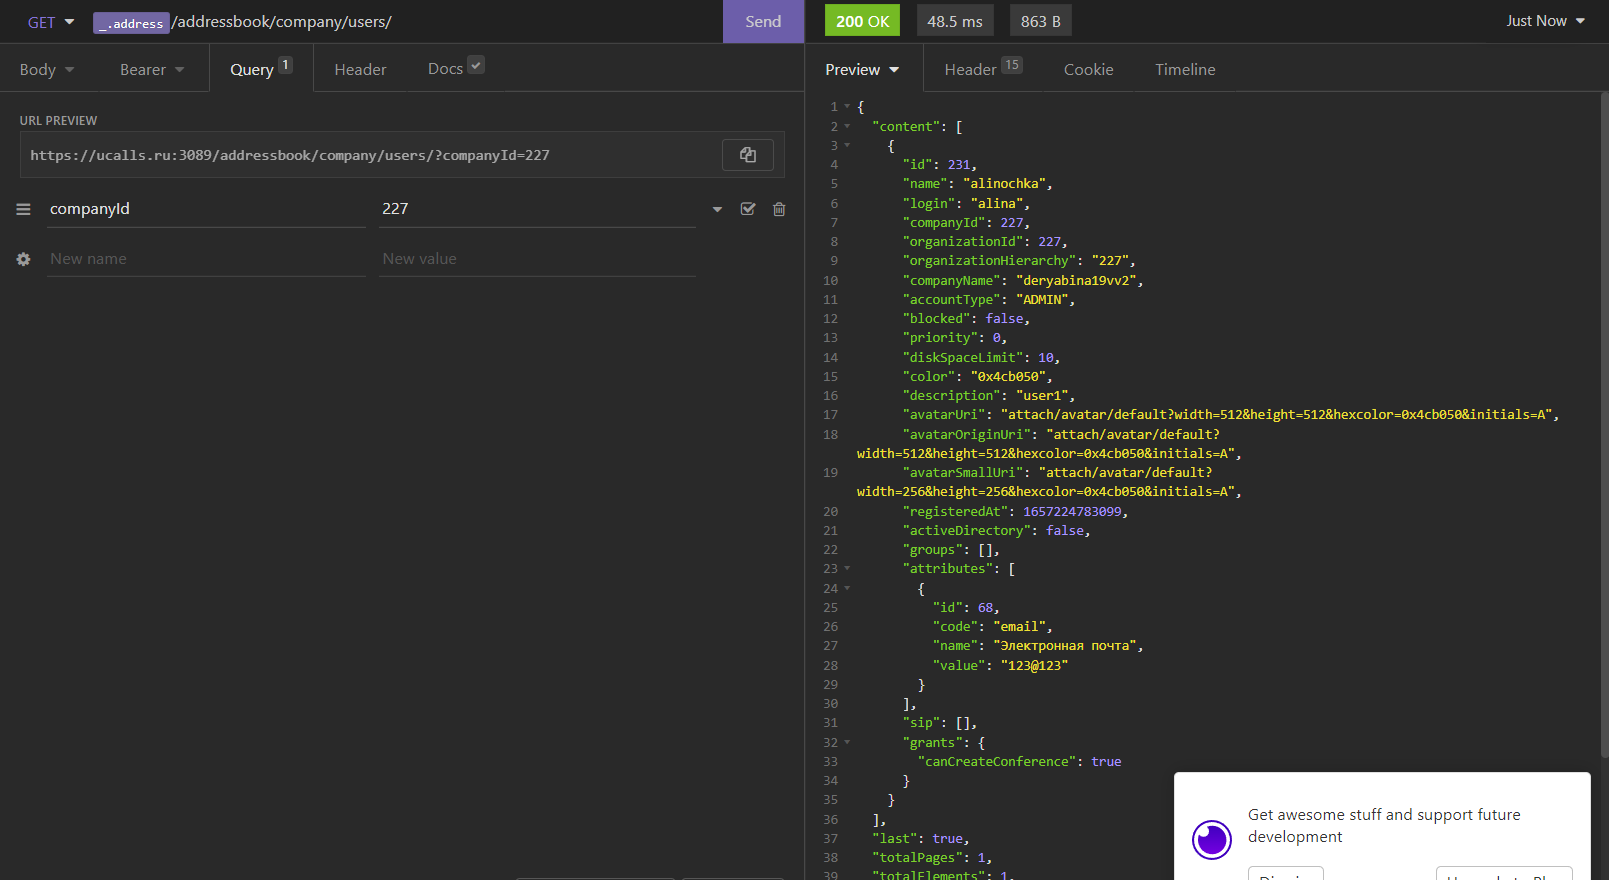 GET _.address /addressbook/company/users/ Send
Body Bearer Query 1 Header Docs
URL PREVIEW
https://ucalls.ru:3089/addressbook/company/users/?companyId=227
companyId 227
New name New value
200 OK 48.5 ms 863 B Just Now
Preview Header 15 Cookie Timeline
1 {
2 "content": [
3 {
4 "id": 231,
5 "name": "alinochka",
6 "login": "alina",
7 "companyId": 227,
8 "organizationId": 227,
9 "organizationHierarchy": "227",
10 "companyName": "deryabina19vv2",
11 "accountType": "ADMIN",
12 "blocked": false,
13 "priority": 0,
14 "diskSpaceLimit": 10,
15 "color": "0x4cb050",
16 "description": "user1",
17 "avatarUri": "attach/avatar/default?width=512&height=512&hexcolor=0x4cb050&initials=A",
18 "avatarOriginUri": "attach/avatar/default?
width=512&height=512&hexcolor=0x4cb050&initials=A",
19 "avatarSmallUri": "attach/avatar/default?
width=256&height=256&hexcolor=0x4cb050&initials=A",
20 "registeredAt": 1657224783099,
21 "activeDirectory": false,
22 "groups": [],
23 "attributes": [
24 {
25 "id": 68,
26 "code": "email",
27 "name": "Электронная почта",
28 "value": "123@123"
29 }
30 ],
31 "sip": [],
32 "grants": {
33 "canCreateConference": true
34 }
35 }
36 ],
37 "last": true,
38 "totalPages": 1,
39 "totalElements": 1,
Get awesome stuff and support future
development